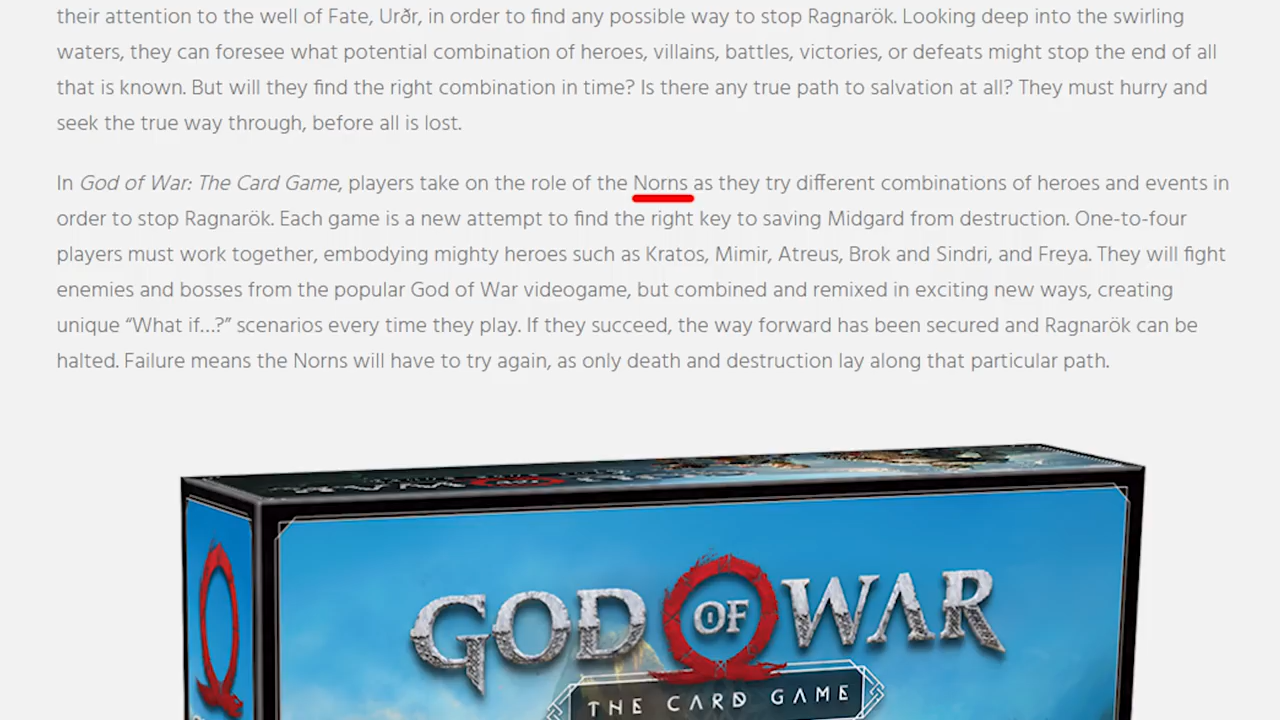 their attention to the well of Fate, Urðr, in order to find any possible way to stop Ragnarök. Looking deep into the swirling
waters, they can foresee what potential combination of heroes, villains, battles, victories, or defeats might stop the end of all
that is known. But will they find the right combination in time? Is there any true path to salvation at all? They must hurry and
seek the true way through, before all is lost.
In God of War: The Card Game, players take on the role of the Norns as they try different combinations of heroes and events in
order to stop Ragnarök. Each game is a new attempt to find the right key to saving Midgard from destruction. One-to-four
players must work together, embodying mighty heroes such as Kratos, Mimir, Atreus, Brok and Sindri, and Freya. They will fight
enemies and bosses from the popular God of War videogame, but combined and remixed in exciting new ways, creating
unique “What if…?” scenarios every time they play. If they succeed, the way forward has been secured and Ragnarök can be
halted. Failure means the Norns will have to try again, as only death and destruction lay along that particular path.
GOD OF WAR
THE CARD GAME